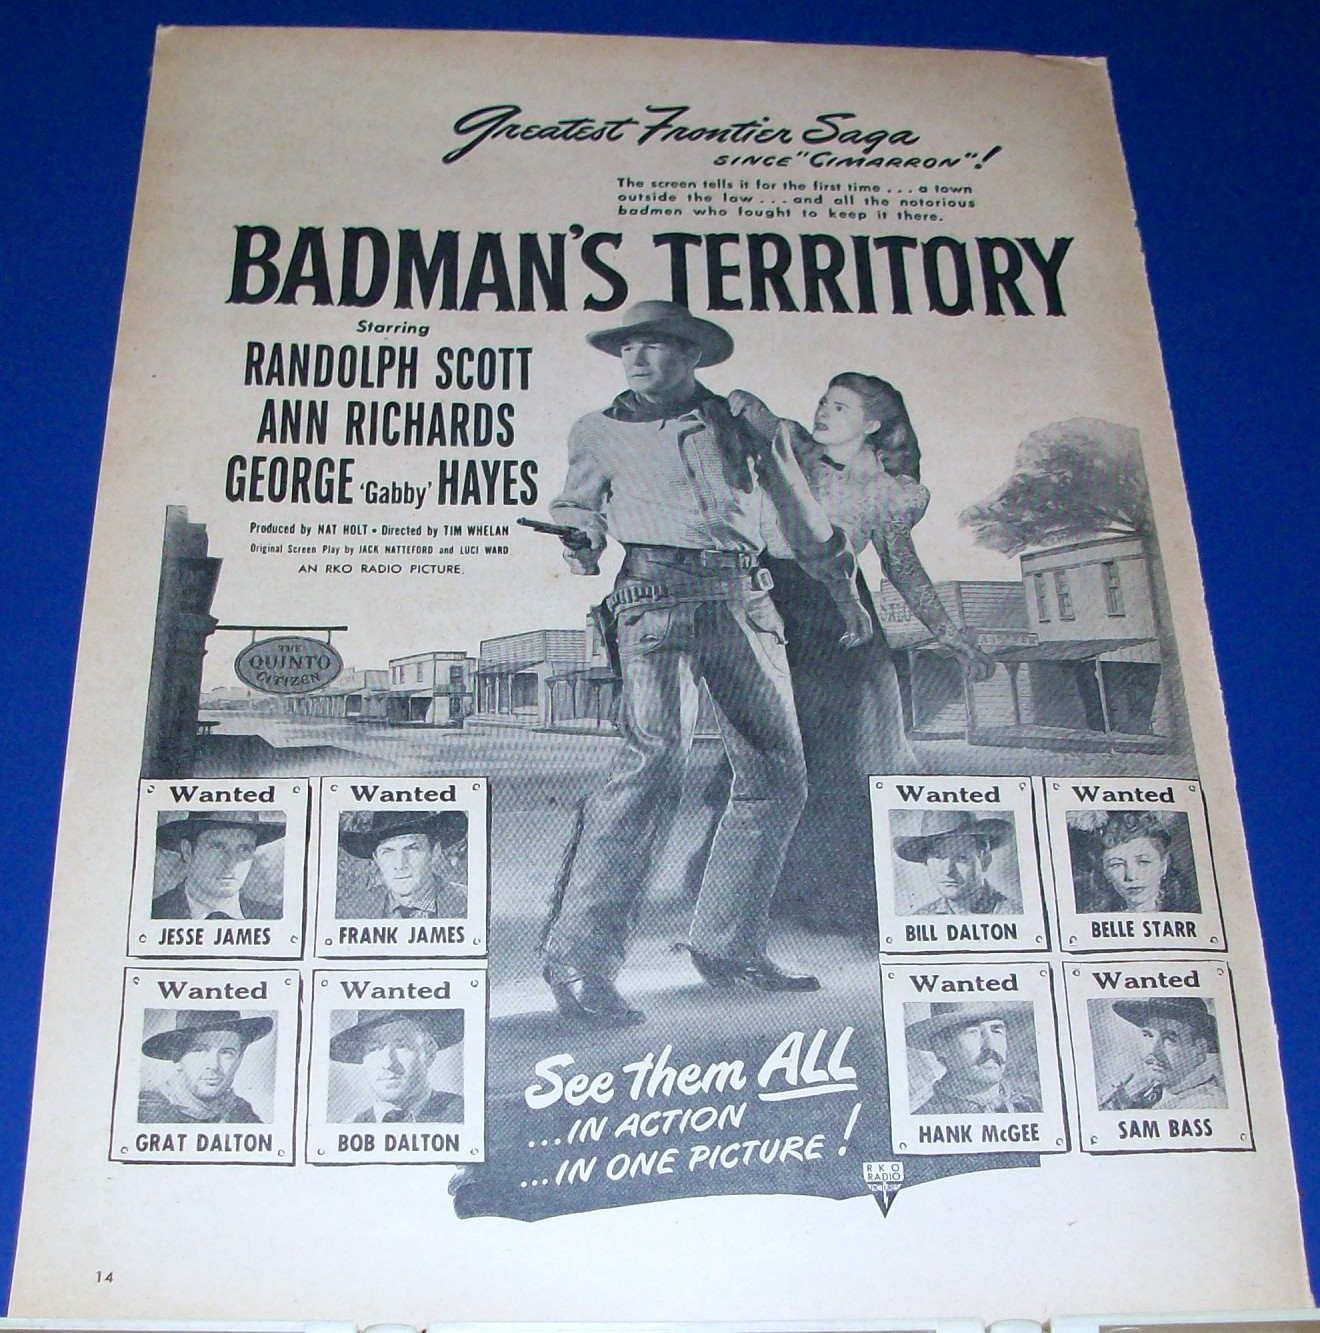 Greatest Frontier Saga
SINCE "CIMARRON"!
The screen tells it for the first time . . . a town
outside the law . . . and all the notorious
badmen who fought to keep it there.
BADMAN'S TERRITORY
Starring
RANDOLPH SCOTT
ANN RICHARDS
GEORGE 'Gabby' HAYES
Produced by NAT HOLT • Directed by TIM WHELAN
Original Screen Play by JACK NATTEFORD and LUCI WARD
AN RKO RADIO PICTURE
THE
QUINTO
CITIZEN
Wanted
JESSE JAMES
Wanted
FRANK JAMES
Wanted
BILL DALTON
Wanted
BELLE STARR
Wanted
GRAT DALTON
Wanted
BOB DALTON
Wanted
HANK McGEE
Wanted
SAM BASS
See them ALL
...IN ACTION
...IN ONE PICTURE!
RKO
RADIO
PICTURES
14